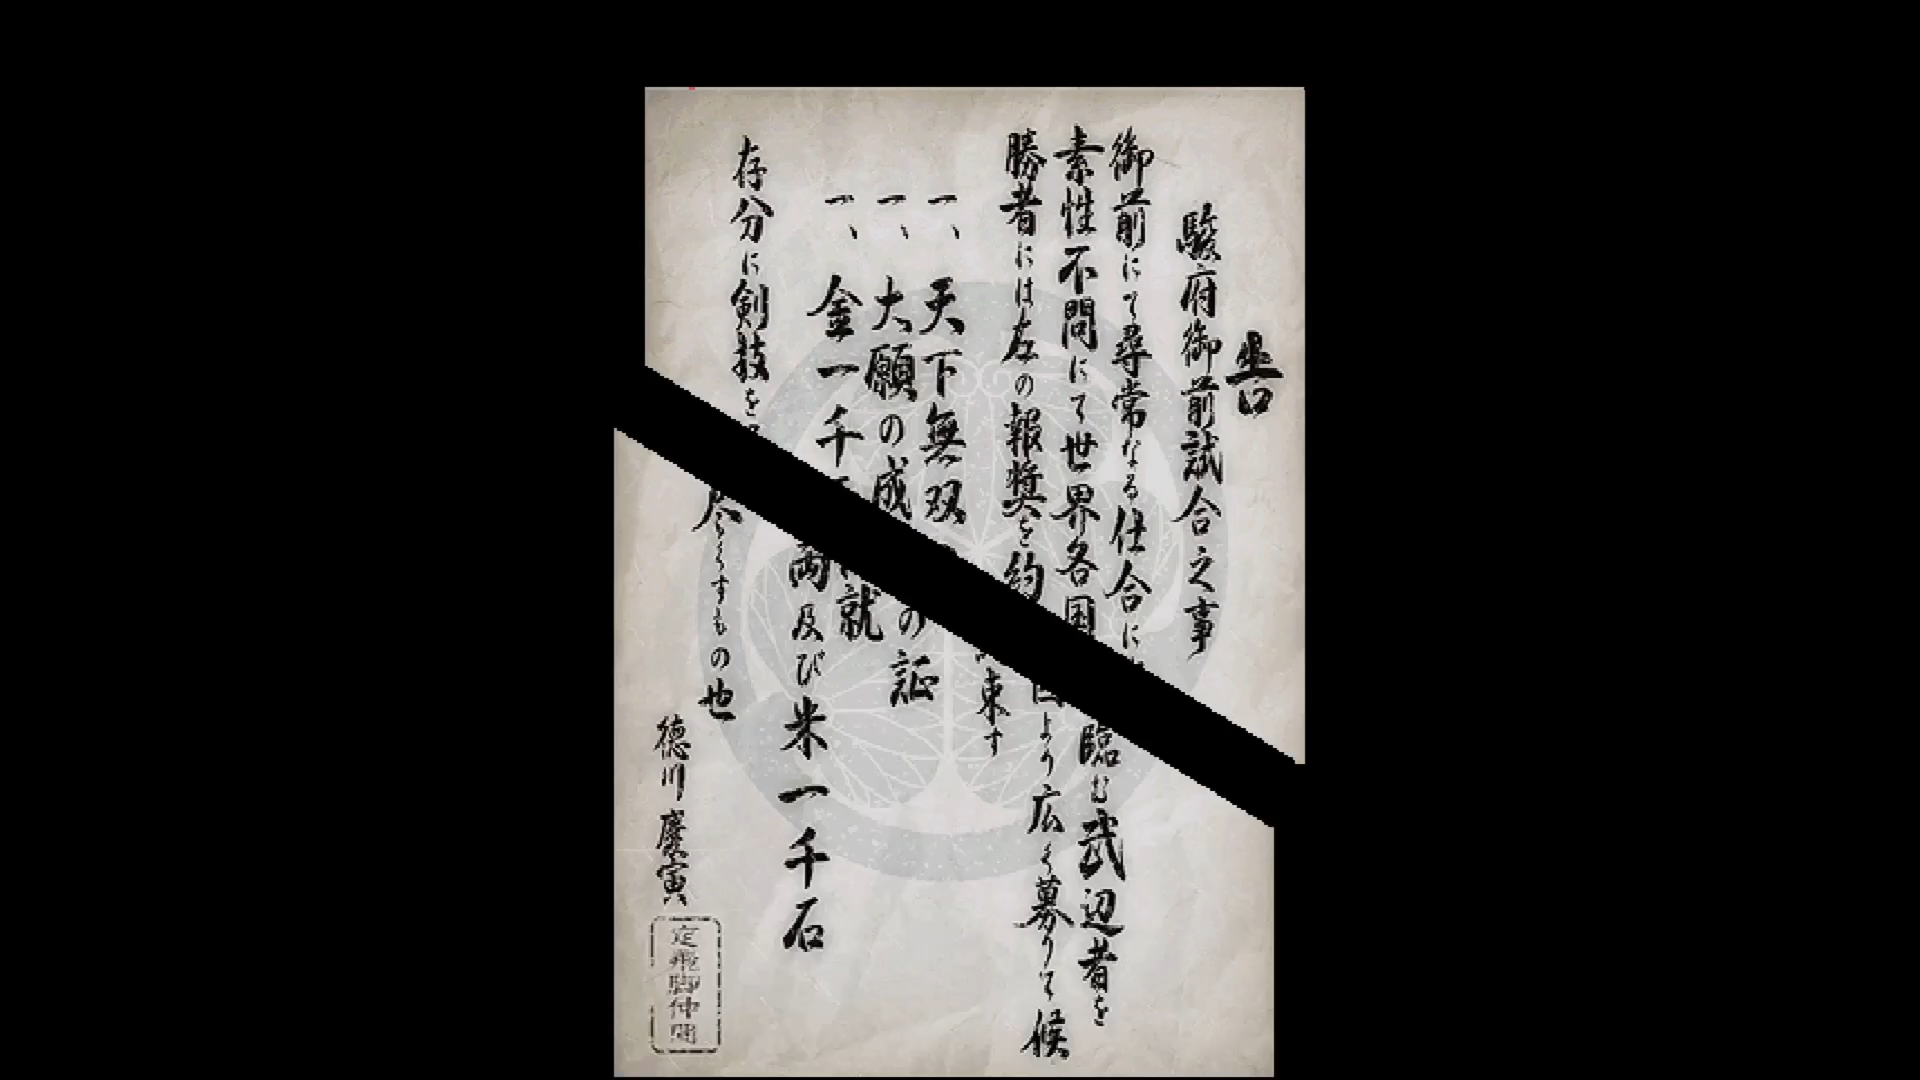 告
駿府御前試合之事
御前にて尋常なる仕合に臨む武辺者を
素性不問にて世界各国より広く募りて候
勝者には左の報奨を約束す
一、天下無双の証
一、大願の成就
一、金一千両及び米一千石
存分に剣技を尽くすもの也
徳川慶寅
定飛脚仲間